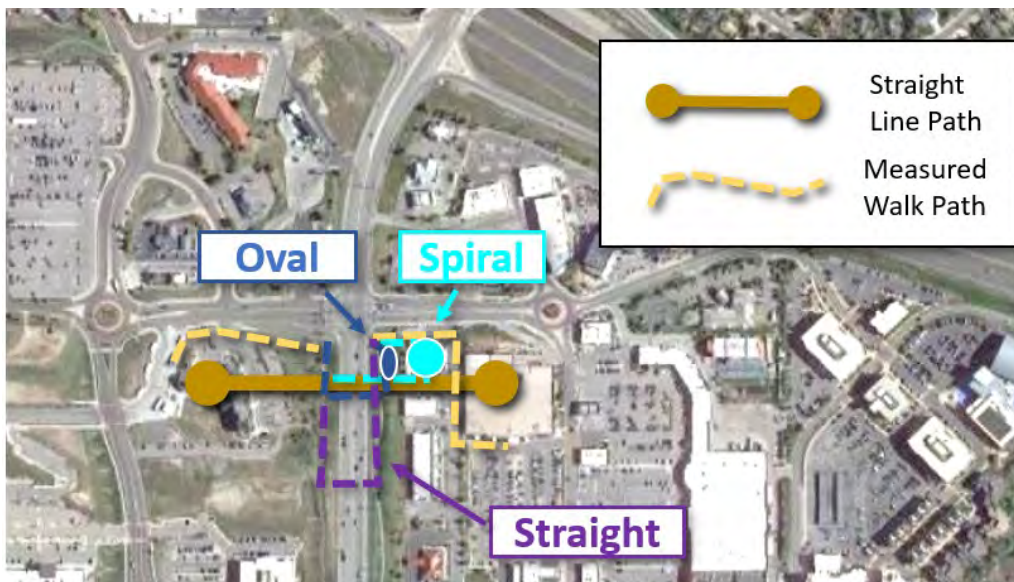 Straight
Line Path
Measured
Walk Path
Oval
Spiral
Straight